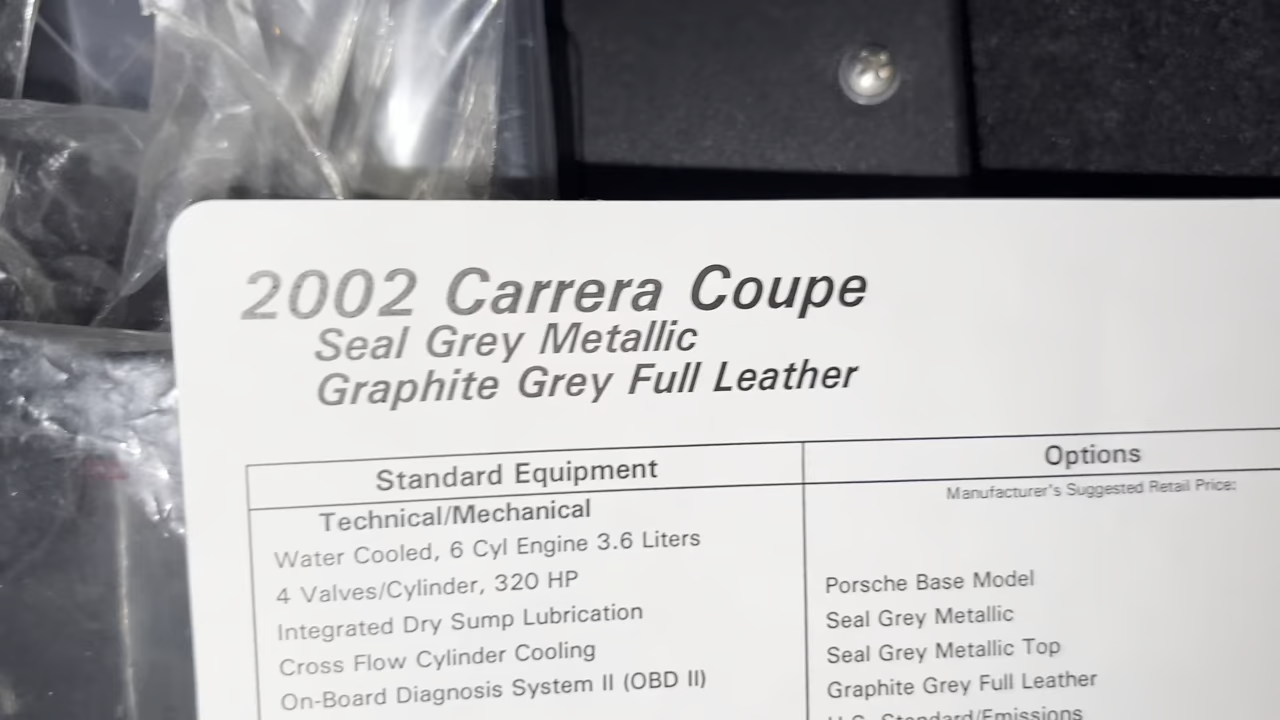 2002 Carrera Coupe
Seal Grey Metallic
Graphite Grey Full Leather
Standard Equipment
Technical/Mechanical
Water Cooled, 6 Cyl Engine 3.6 Liters
4 Valves/Cylinder, 320 HP
Integrated Dry Sump Lubrication
Cross Flow Cylinder Cooling
On-Board Diagnosis System II (OBD II)
Options
Manufacturer's Suggested Retail Price:
Porsche Base Model
Seal Grey Metallic
Seal Grey Metallic Top
Graphite Grey Full Leather
U.S. Standard/Emissions